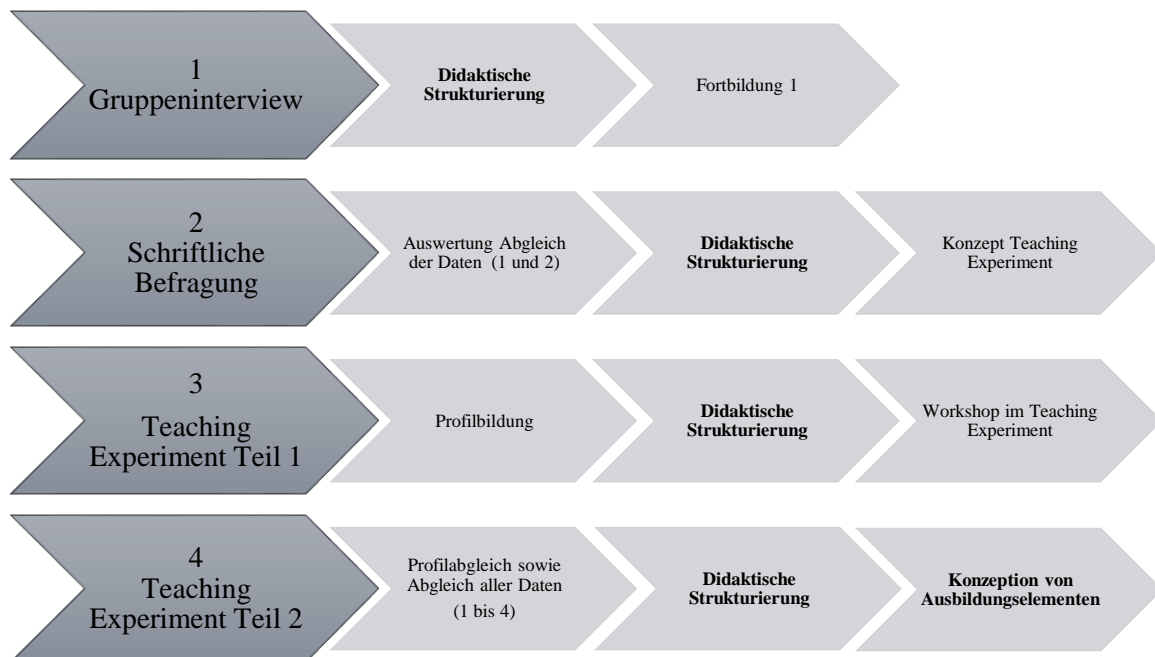 1
Gruppeninterview
Didaktische
Strukturierung
Fortbildung 1
2
Schriftliche
Befragung
Auswertung Abgleich
der Daten (1 und 2)
Didaktische
Strukturierung
Konzept Teaching
Experiment
3
Teaching
Experiment Teil 1
Profilbildung
Didaktische
Strukturierung
Workshop im Teaching
Experiment
4
Teaching
Experiment Teil 2
Profilabgleich sowie
Abgleich aller Daten
(1 bis 4)
Didaktische
Strukturierung
Konzeption von
Ausbildungselementen